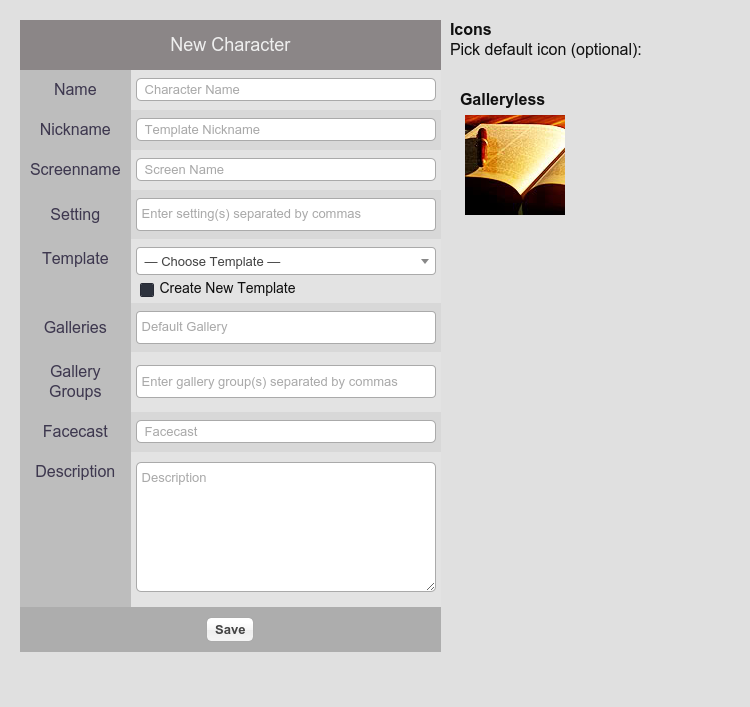 New Character
Name
Character Name
Nickname
Template Nickname
Screenname
Screen Name
Setting
Enter setting(s) separated by commas
Template
— Choose Template —
Create New Template
Galleries
Default Gallery
Gallery
Groups
Enter gallery group(s) separated by commas
Facecast
Facecast
Description
Description
Save
Icons
Pick default icon (optional):
Galleryless